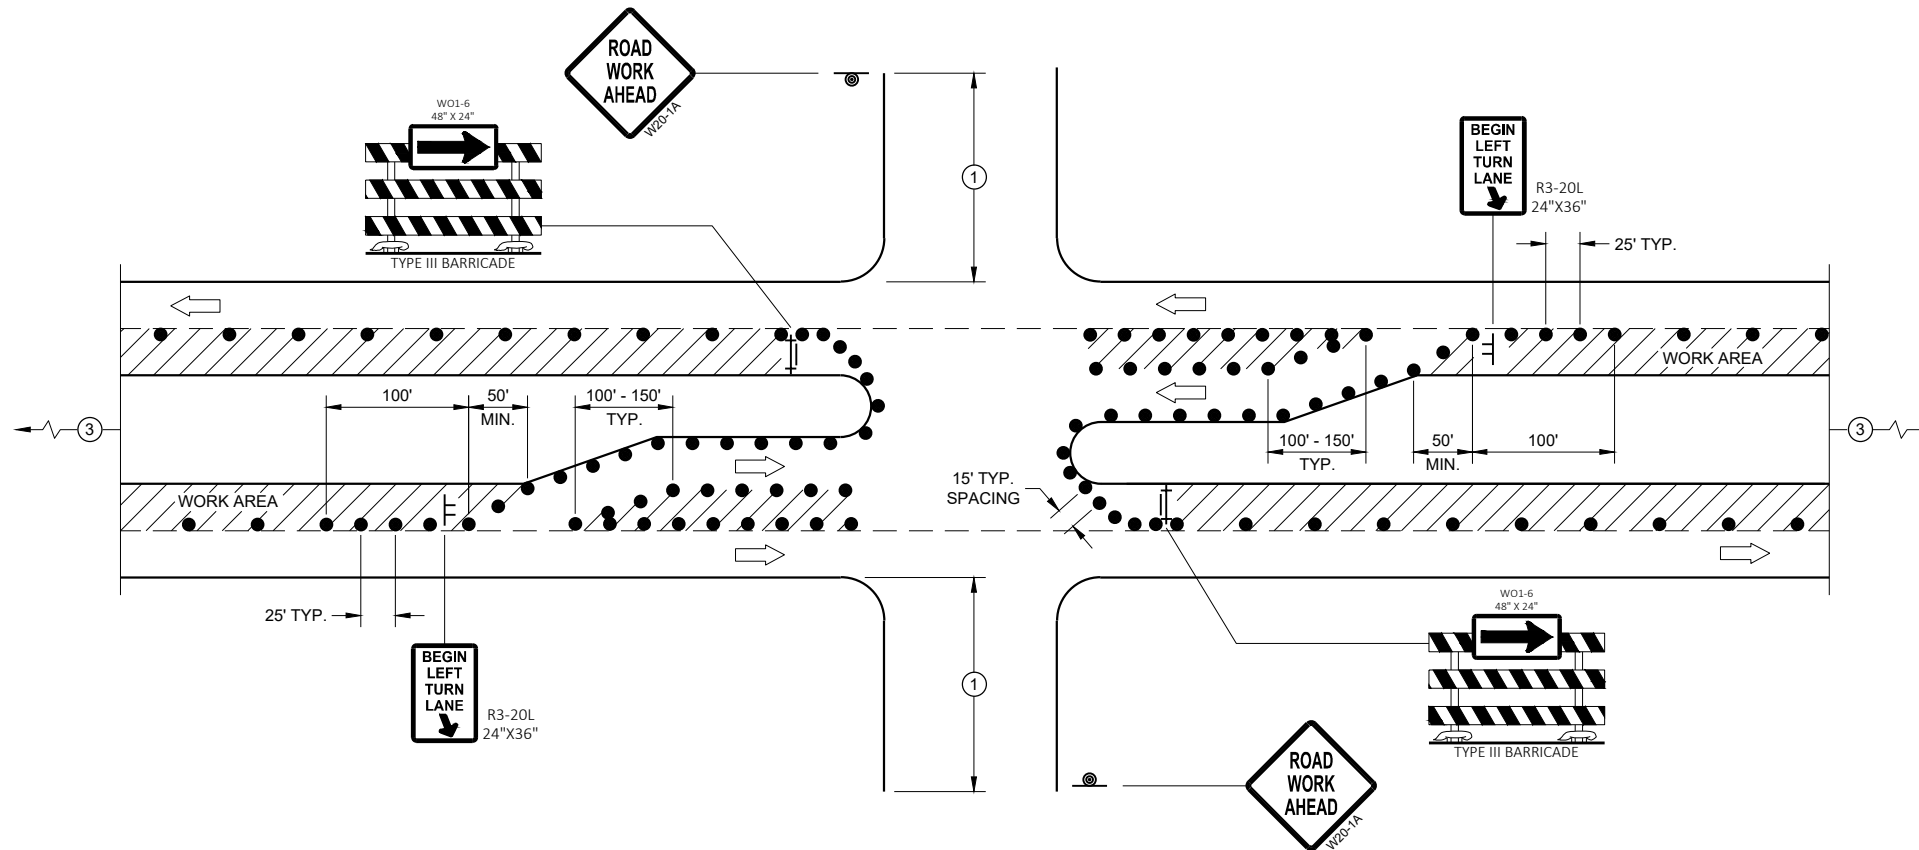 ROAD
WORK
AHEAD
W20-1A
WO1-6
48" X 24"
TYPE III BARRICADE
1
BEGIN
LEFT
TURN
LANE
R3-20L
24"X36"
25' TYP.
WORK AREA
100'
50'
MIN.
100' - 150'
TYP.
3
100' - 150'
TYP.
50'
MIN.
100'
3
WORK AREA
15' TYP.
SPACING
25' TYP.
BEGIN
LEFT
TURN
LANE
R3-20L
24"X36"
1
WO1-6
48" X 24"
TYPE III BARRICADE
ROAD
WORK
AHEAD
W20-1A